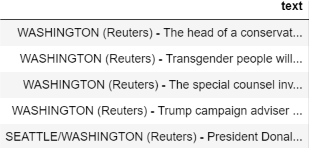 text
WASHINGTON (Reuters) - The head of a conservat...
WASHINGTON (Reuters) - Transgender people will...
WASHINGTON (Reuters) - The special counsel inv...
WASHINGTON (Reuters) - Trump campaign adviser ...
SEATTLE/WASHINGTON (Reuters) - President Donal...